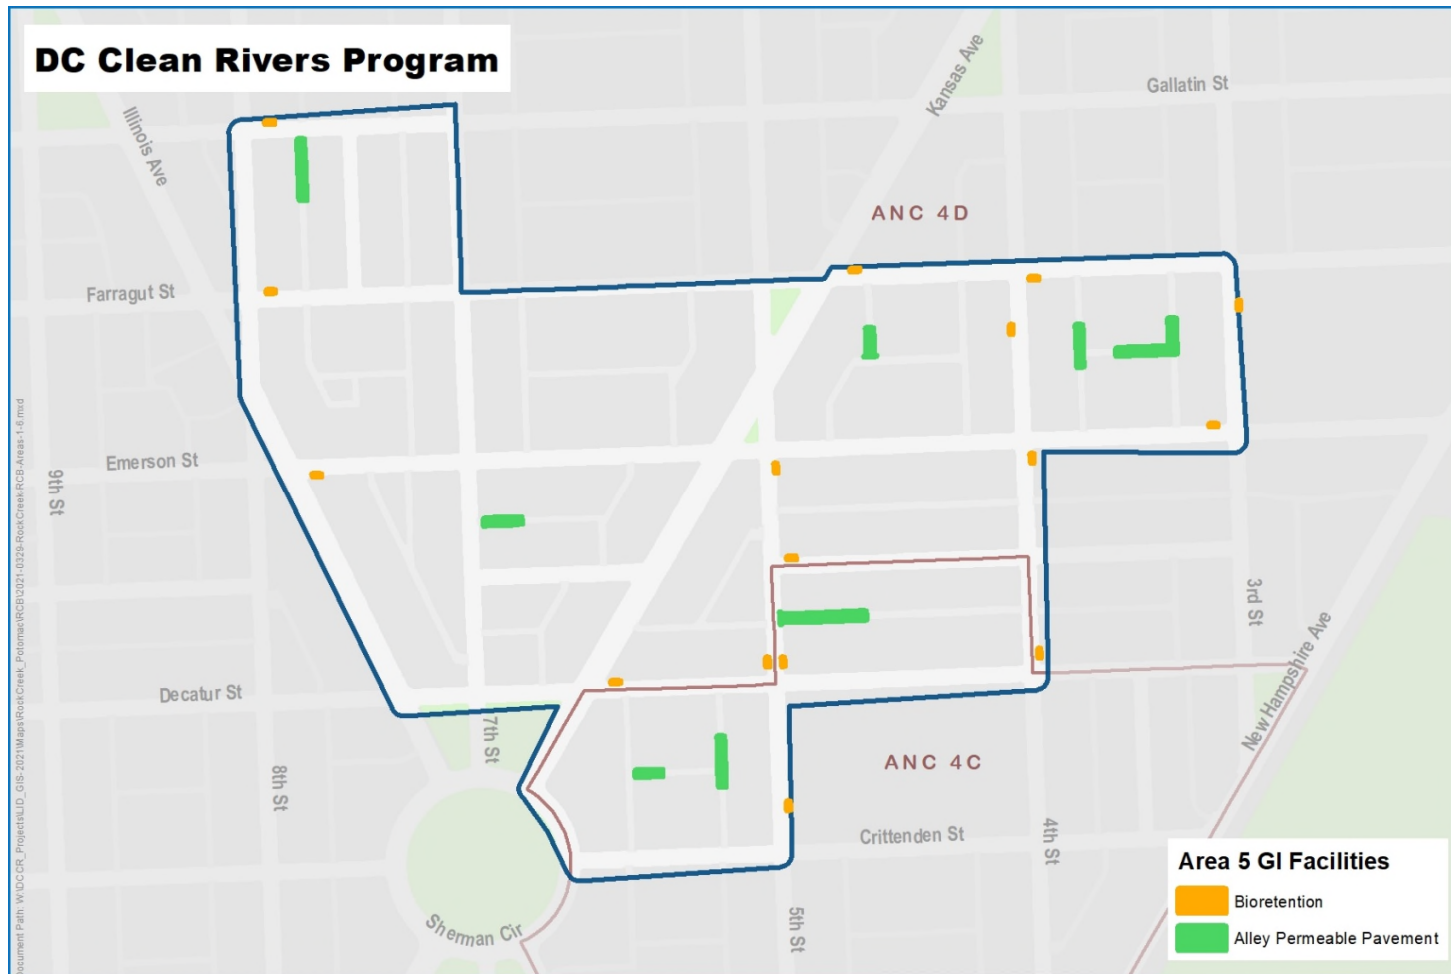 DC Clean Rivers Program
Illinois Ave
Kansas Ave
Gallatin St
ANC 4D
Farragut St
Emerson St
9th St
3rd St
New Hampshire Ave
Decatur St
7th St
8th St
ANC 4C
Crittenden St
4th St
5th St
Sherman Cir
Area 5 GI Facilities
Bioretention
Alley Permeable Pavement